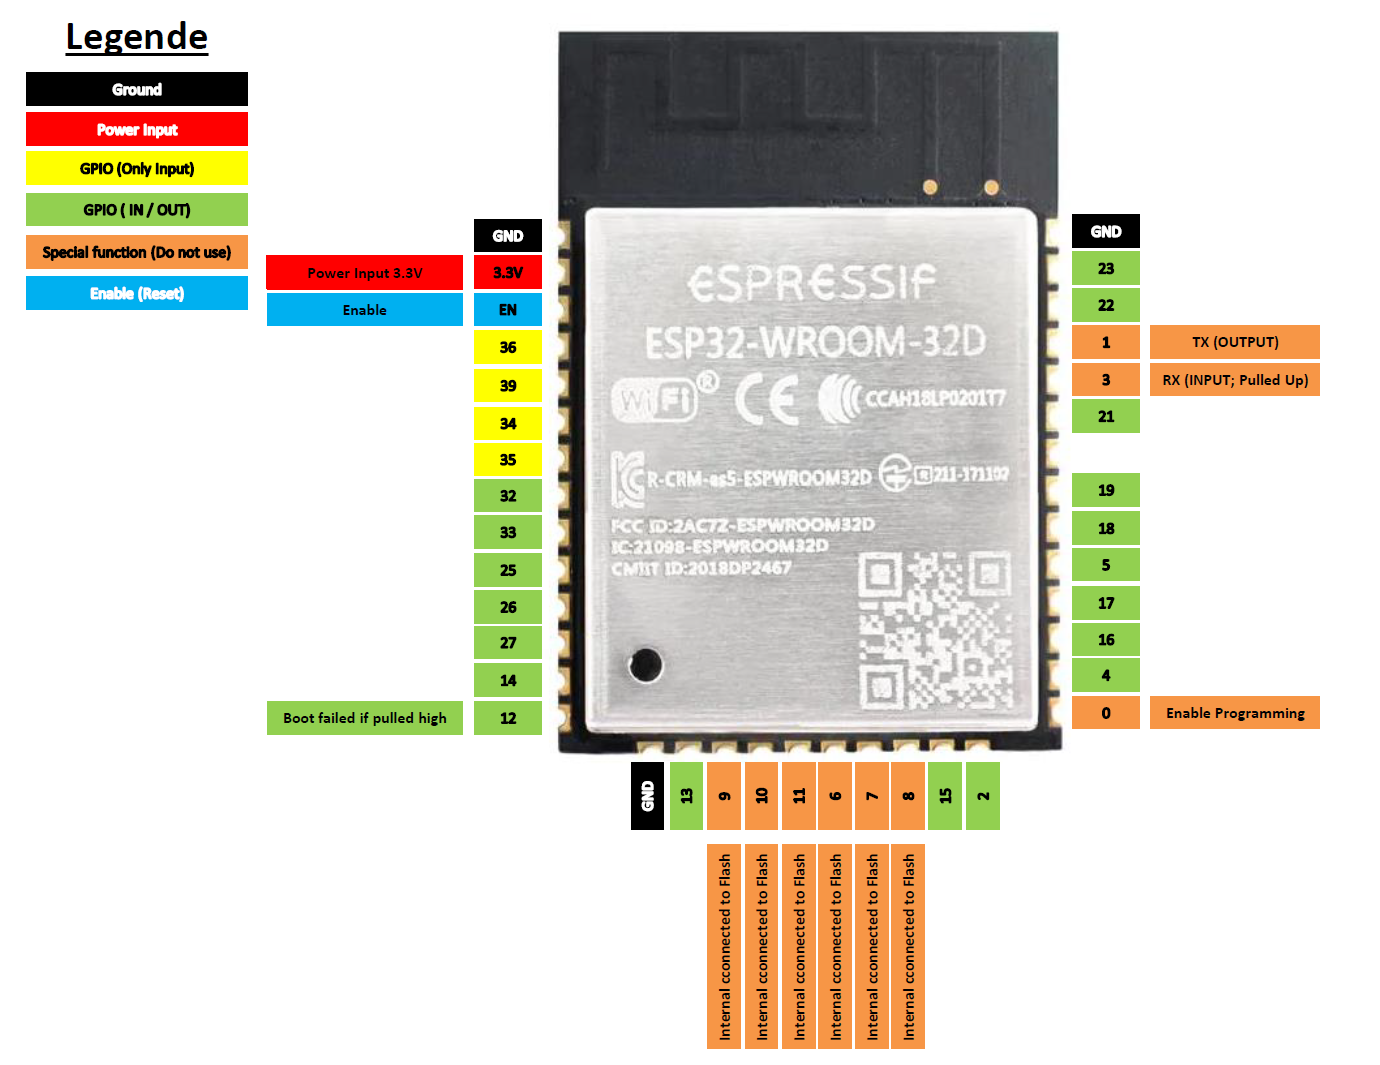 Legende
Ground
Power Input
GPIO (Only Input)
GPIO ( IN / OUT)
Special function (Do not use)
Enable (Reset)
Power Input 3.3V
Enable
Boot failed if pulled high
GND
3.3V
EN
36
39
34
35
32
33
25
26
27
14
12
ESPRESSIF
ESP32-WROOM-32D
WiFi ® CE CCAH18LP0201T7
R-CRM-es5-ESPWROOM32D R 211-171102
FCC ID:2AC7Z-ESPWROOM32D
IC:21098-ESPWROOM32D
CMIIT ID:2018DP2467
GND
23
22
1 TX (OUTPUT)
3 RX (INPUT; Pulled Up)
21
19
18
5
17
16
4
0 Enable Programming
GND
13
9
10
11
6
7
8
15
2
Internal cconnected to Flash
Internal cconnected to Flash
Internal cconnected to Flash
Internal cconnected to Flash
Internal cconnected to Flash
Internal cconnected to Flash